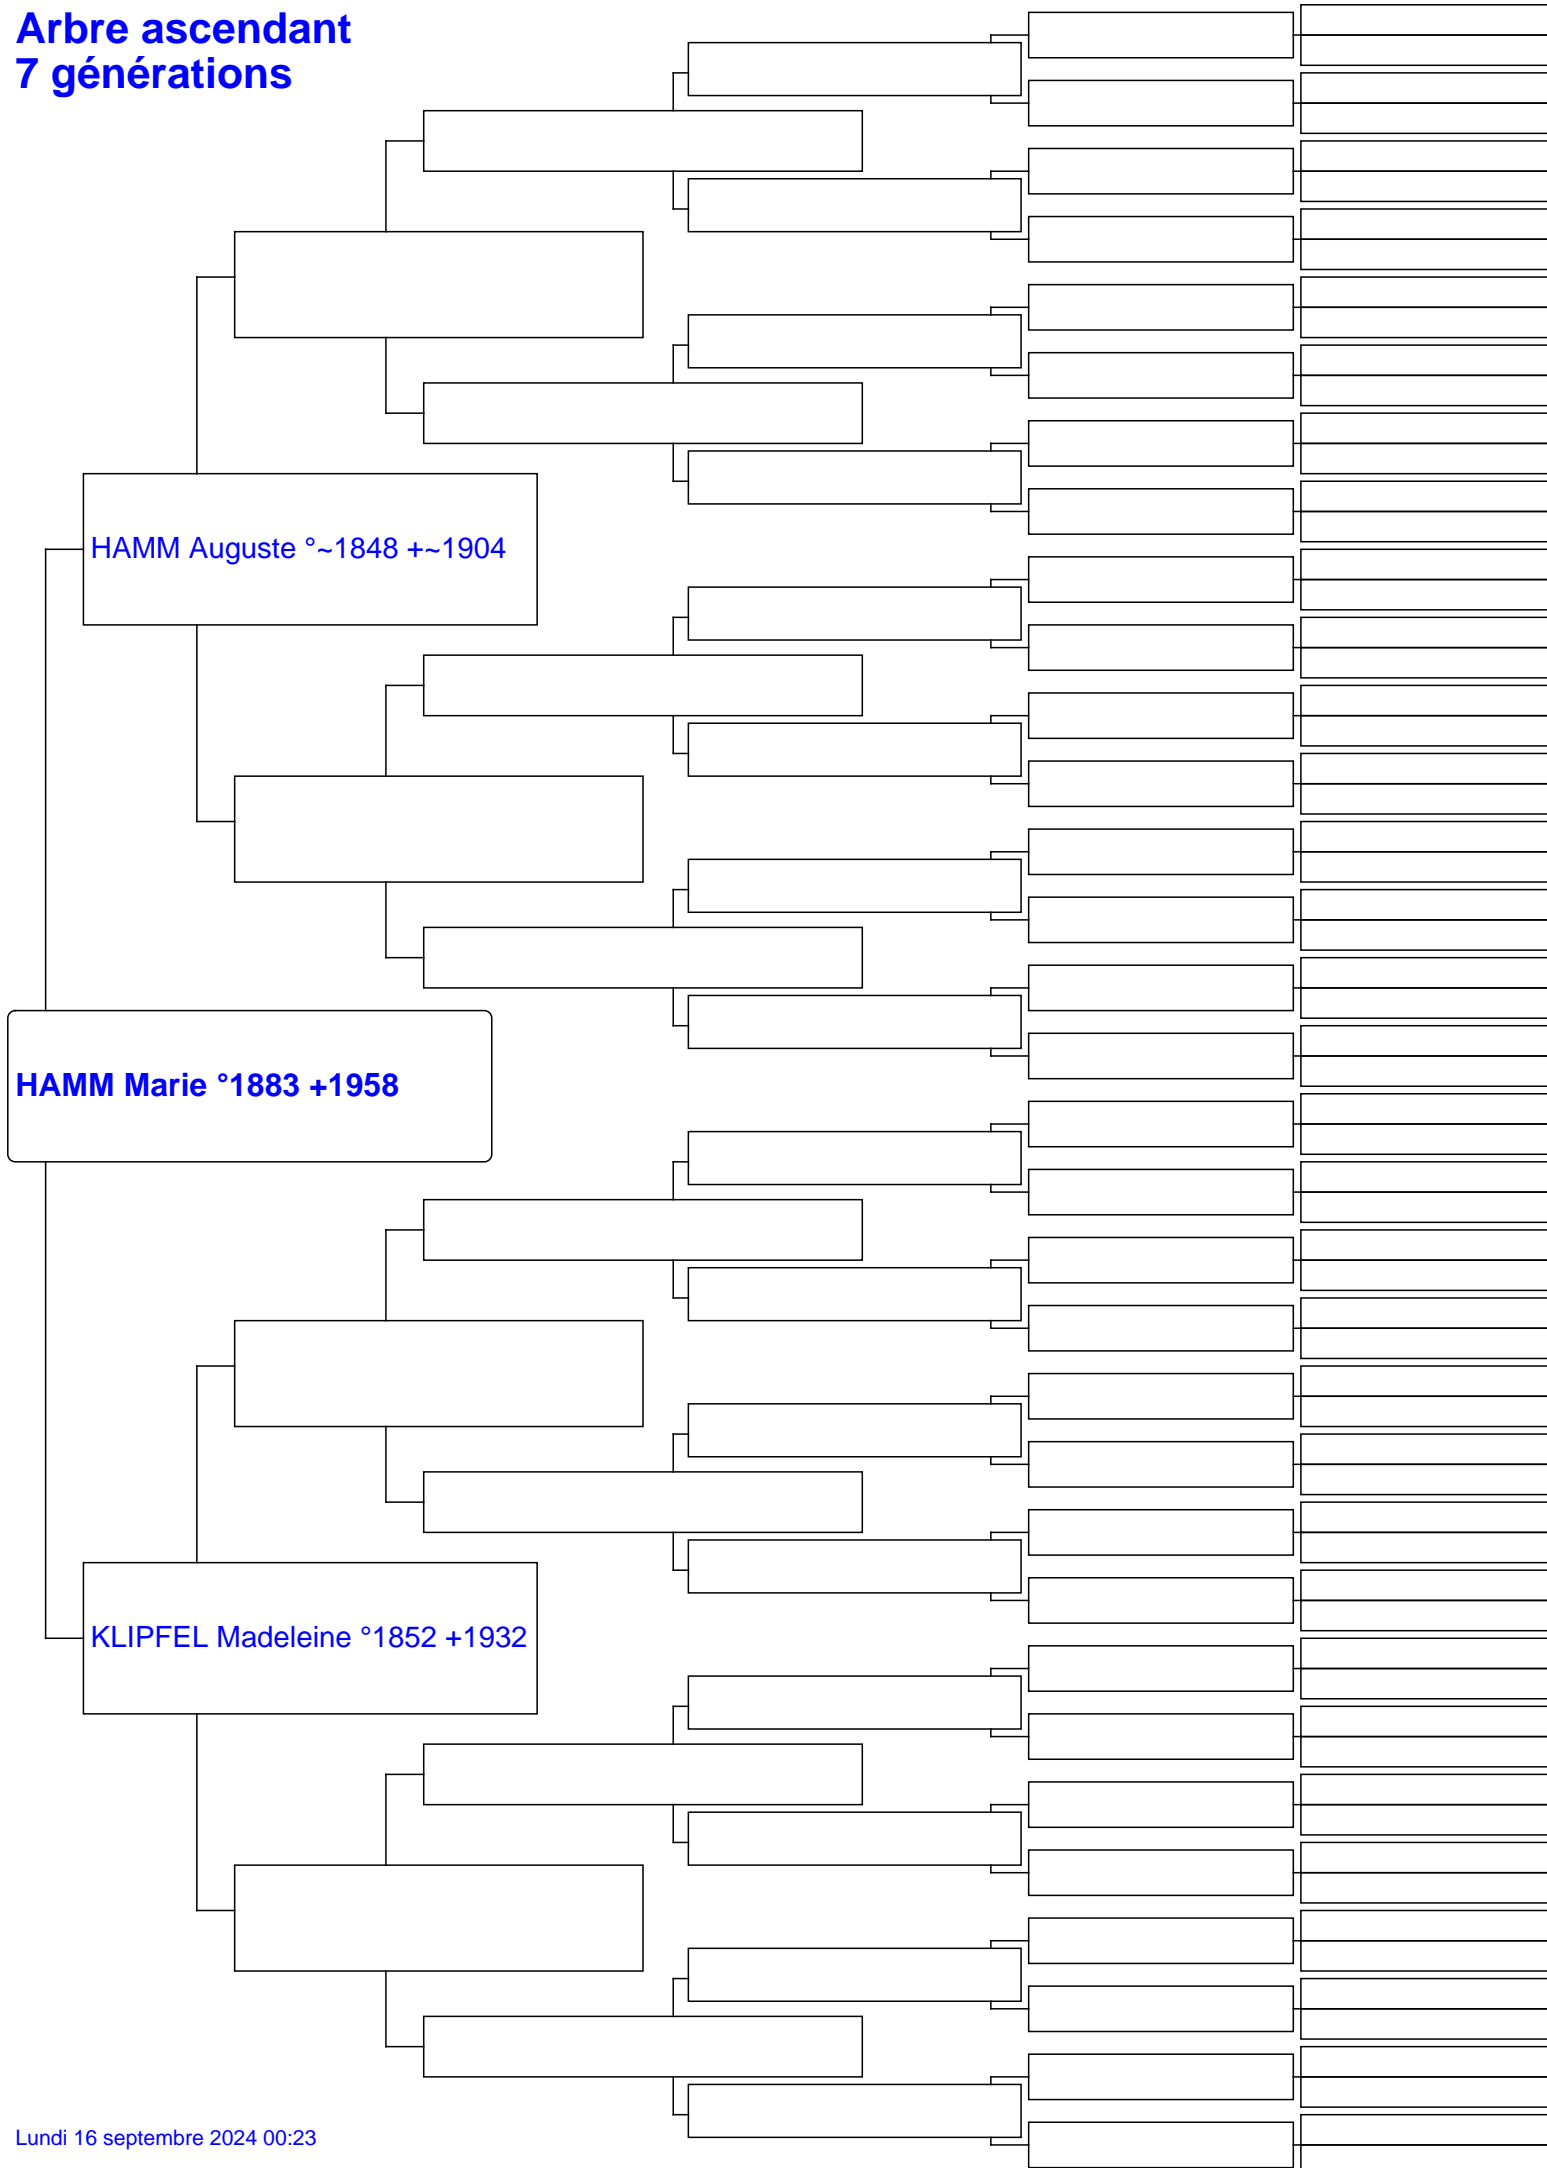 Arbre ascendant
7 générations
HAMM Auguste °~1848 +~1904
HAMM Marie °1883 +1958
KLIPFEL Madeleine °1852 +1932
Lundi 16 septembre 2024 00:23